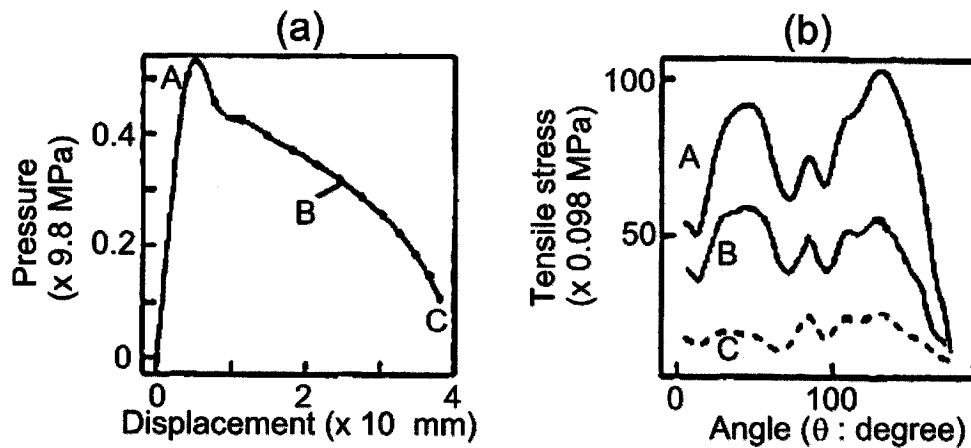 (a)
Pressure
(x 9.8 MPa)
0.4
0.2
0
A
B
C
0
2
4
Displacement (x 10 mm)
(b)
Tensile stress
(x 0.098 MPa)
100
50
0
A
B
C
0
100
Angle (θ : degree)